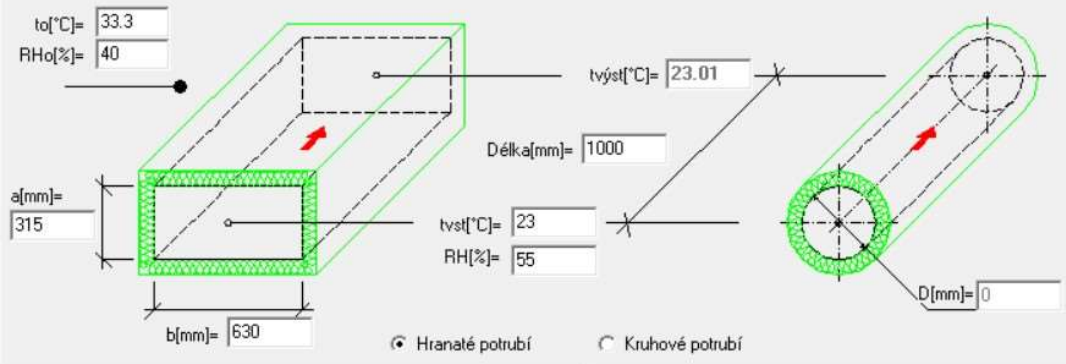 to[°C]= 33.3
RHo[%]= 40
tvýst[°C]= 23.01
Délka[mm]= 1000
a[mm]=
315
tvst[°C]= 23
RH[%]= 55
D[mm]= 0
b[mm]= 630
Hranaté potrubí Kruhové potrubí